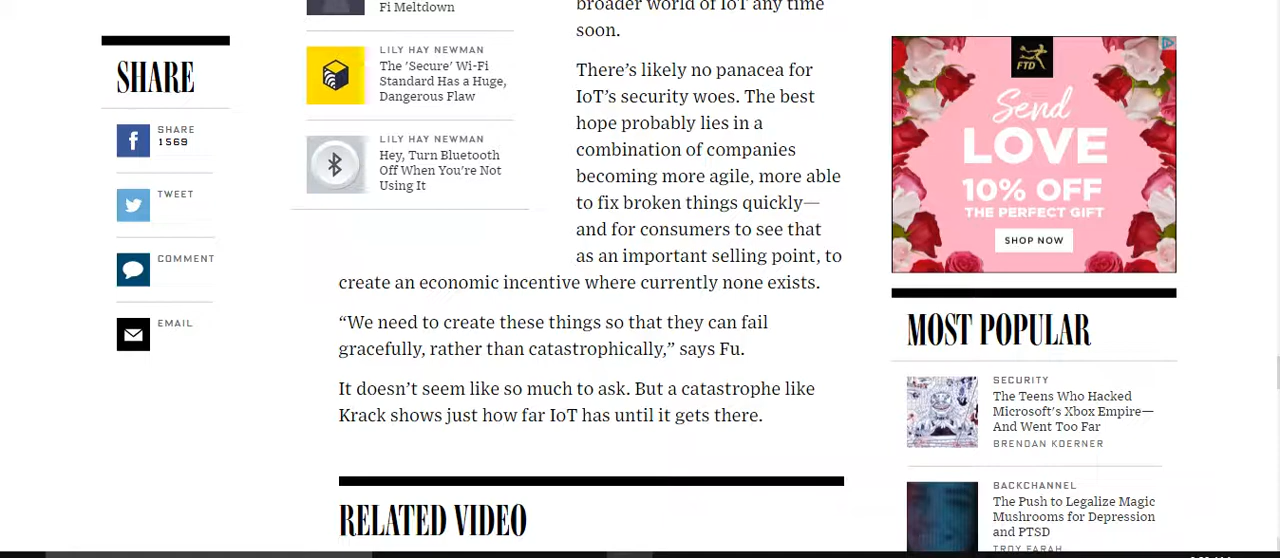 SHARE
SHARE
1569
TWEET
COMMENT
EMAIL
Fi Meltdown
LILY HAY NEWMAN
The 'Secure' Wi-Fi
Standard Has a Huge,
Dangerous Flaw
LILY HAY NEWMAN
Hey, Turn Bluetooth
Off When You're Not
Using It
broader world of IoT any time
soon.
There’s likely no panacea for
IoT’s security woes. The best
hope probably lies in a
combination of companies
becoming more agile, more able
to fix broken things quickly—
and for consumers to see that
as an important selling point, to
create an economic incentive where currently none exists.
“We need to create these things so that they can fail
gracefully, rather than catastrophically,” says Fu.
It doesn’t seem like so much to ask. But a catastrophe like
Krack shows just how far IoT has until it gets there.
RELATED VIDEO
FTD
Send
LOVE
10% OFF
THE PERFECT GIFT
SHOP NOW
MOST POPULAR
SECURITY
The Teens Who Hacked
Microsoft’s Xbox Empire—
And Went Too Far
BRENDAN KOERNER
BACKCHANNEL
The Push to Legalize Magic
Mushrooms for Depression
and PTSD
TROY FARAH